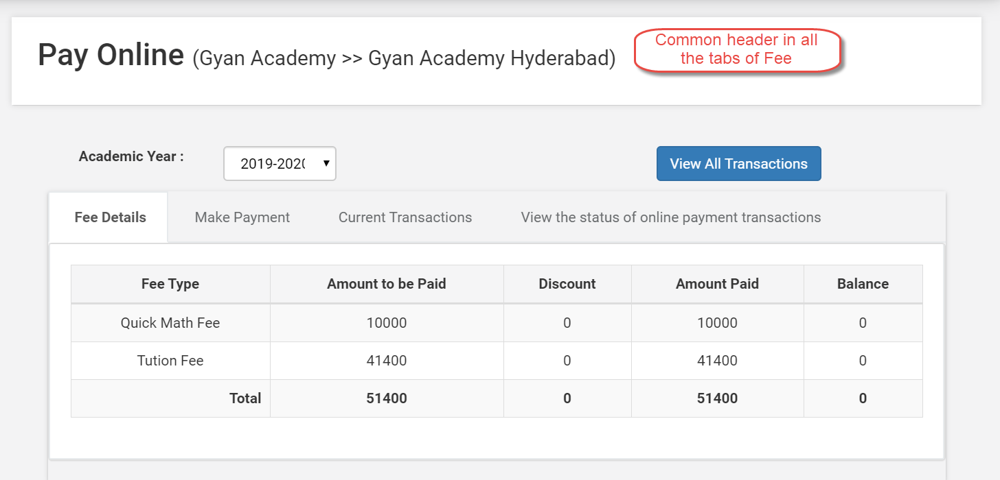 Pay Online (Gyan Academy >> Gyan Academy Hyderabad)
Common header in all
the tabs of Fee
Academic Year :
2019-2020
View All Transactions
Fee Details Make Payment Current Transactions View the status of online payment transactions
Fee Type Amount to be Paid Discount Amount Paid Balance
Quick Math Fee 10000 0 10000 0
Tution Fee 41400 0 41400 0
Total 51400 0 51400 0